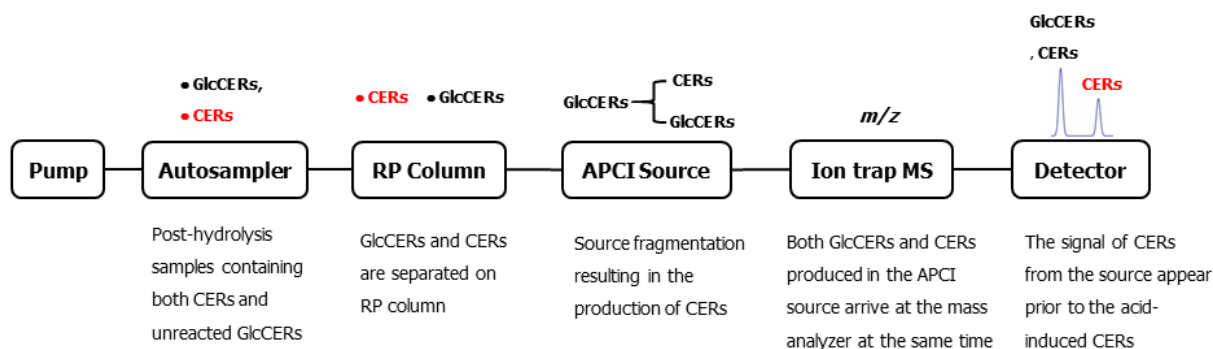 GlcCERs
, CERs
CERs
• GlcCERs,
• CERs
• CERs • GlcCERs
GlcCERs
CERs
GlcCERs
m/z
Pump
Autosampler
RP Column
APCI Source
Ion trap MS
Detector
Post-hydrolysis
samples containing
both CERs and
unreacted GlcCERs
GlcCERs and CERs
are separated on
RP column
Source fragmentation
resulting in the
production of CERs
Both GlcCERs and CERs
produced in the APCI
source arrive at the mass
analyzer at the same time
The signal of CERs
from the source appear
prior to the acid-
induced CERs